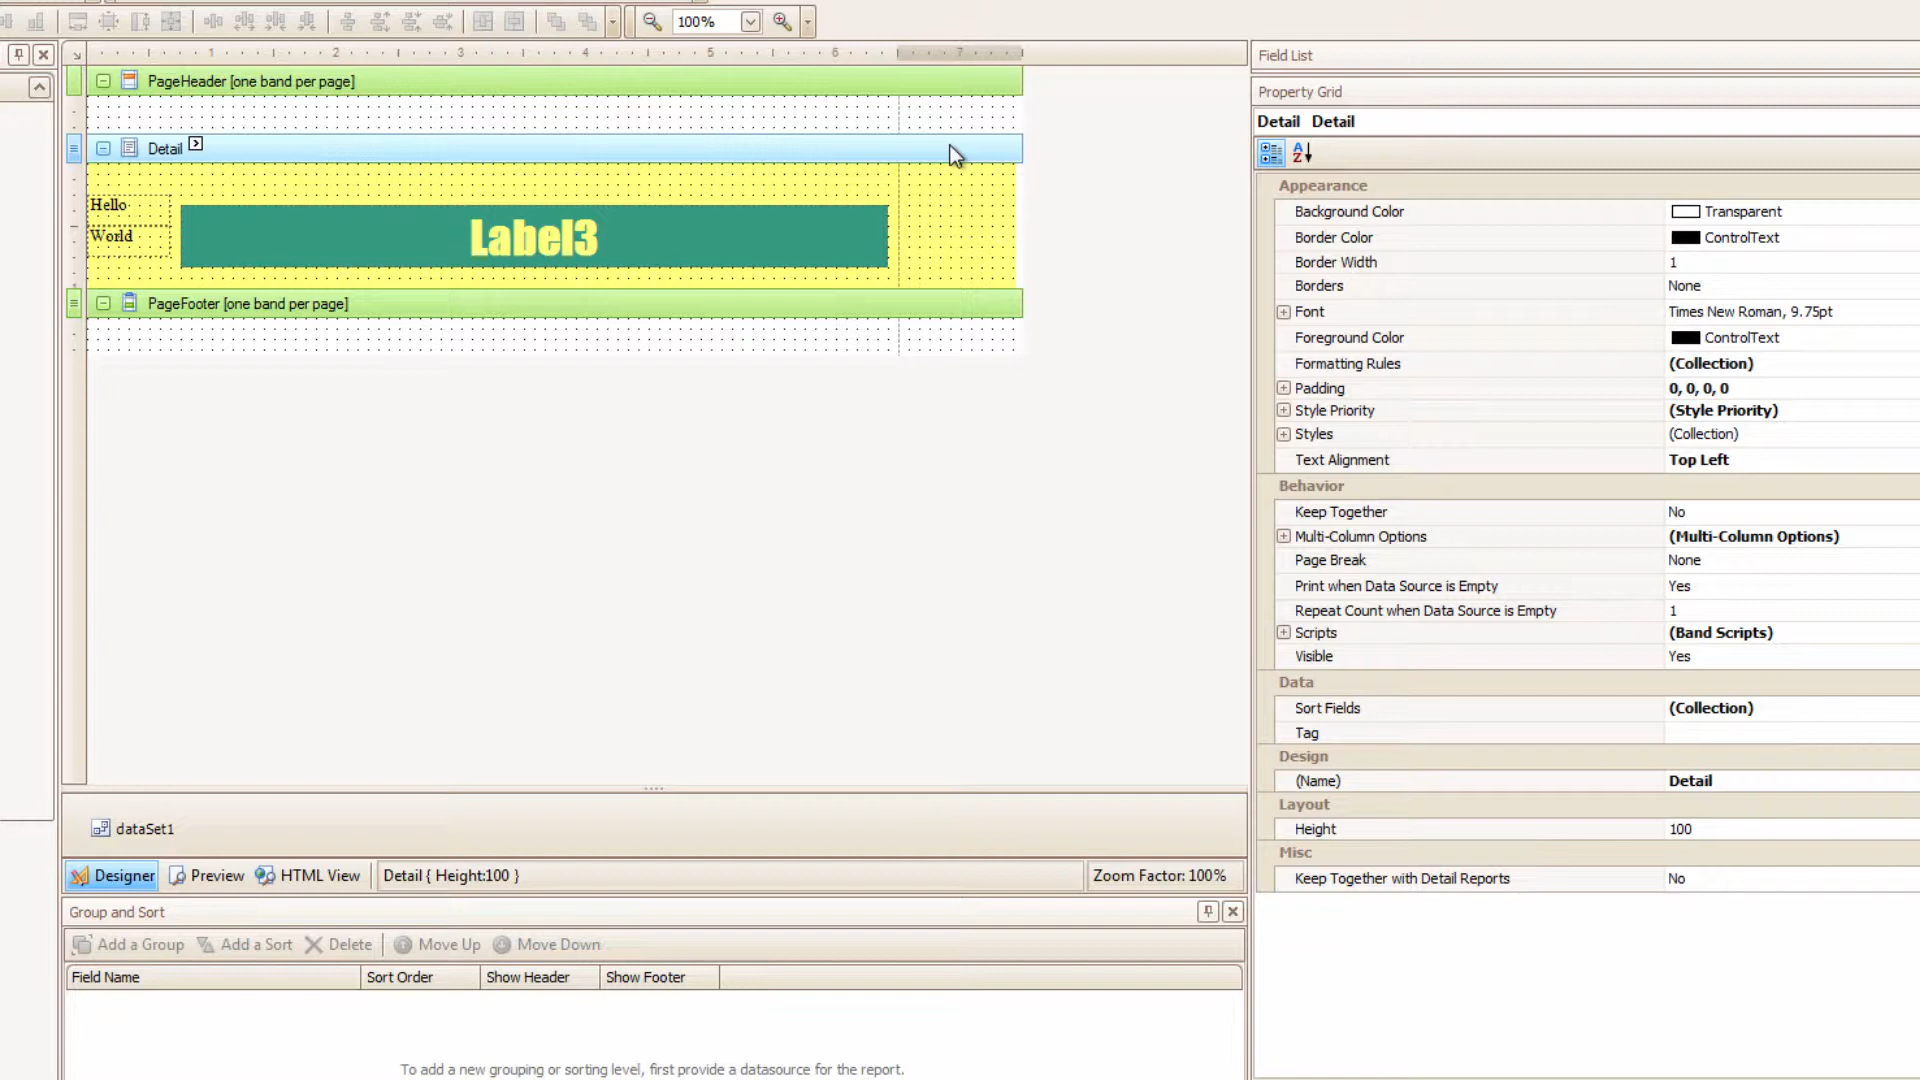 100%
1 2 3 4 5 6 7
Field List
PageHeader [one band per page]
Property Grid
Detail Detail
Detail
Hello
World
Label3
PageFooter [one band per page]
Appearance
Background Color Transparent
Border Color ControlText
Border Width 1
Borders None
Font Times New Roman, 9.75pt
Foreground Color ControlText
Formatting Rules (Collection)
Padding 0, 0, 0, 0
Style Priority (Style Priority)
Styles (Collection)
Text Alignment Top Left
Behavior
Keep Together No
Multi-Column Options (Multi-Column Options)
Page Break None
Print when Data Source is Empty Yes
Repeat Count when Data Source is Empty 1
Scripts (Band Scripts)
Visible Yes
Data
Sort Fields (Collection)
Tag
Design
(Name) Detail
Layout
Height 100
Misc
Keep Together with Detail Reports No
dataSet1
Designer Preview HTML View Detail { Height:100 } Zoom Factor: 100%
Group and Sort
Add a Group Add a Sort Delete Move Up Move Down
Field Name Sort Order Show Header Show Footer
To add a new grouping or sorting level, first provide a datasource for the report.